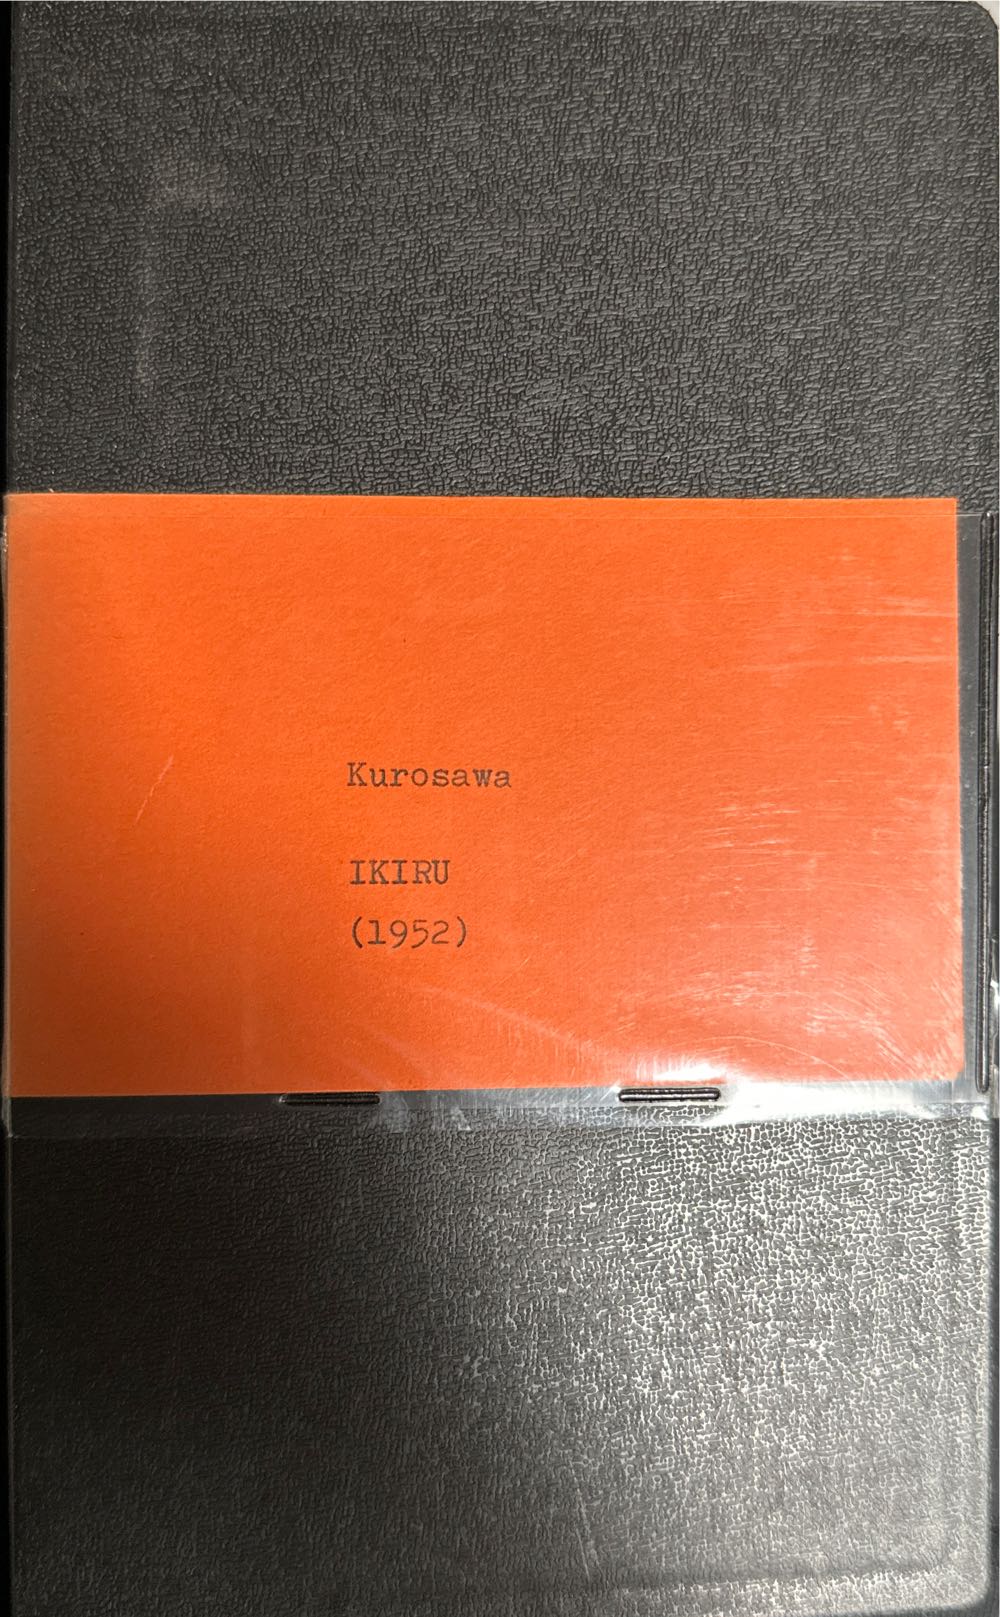 Kurosawa
IKIRU
(1952)